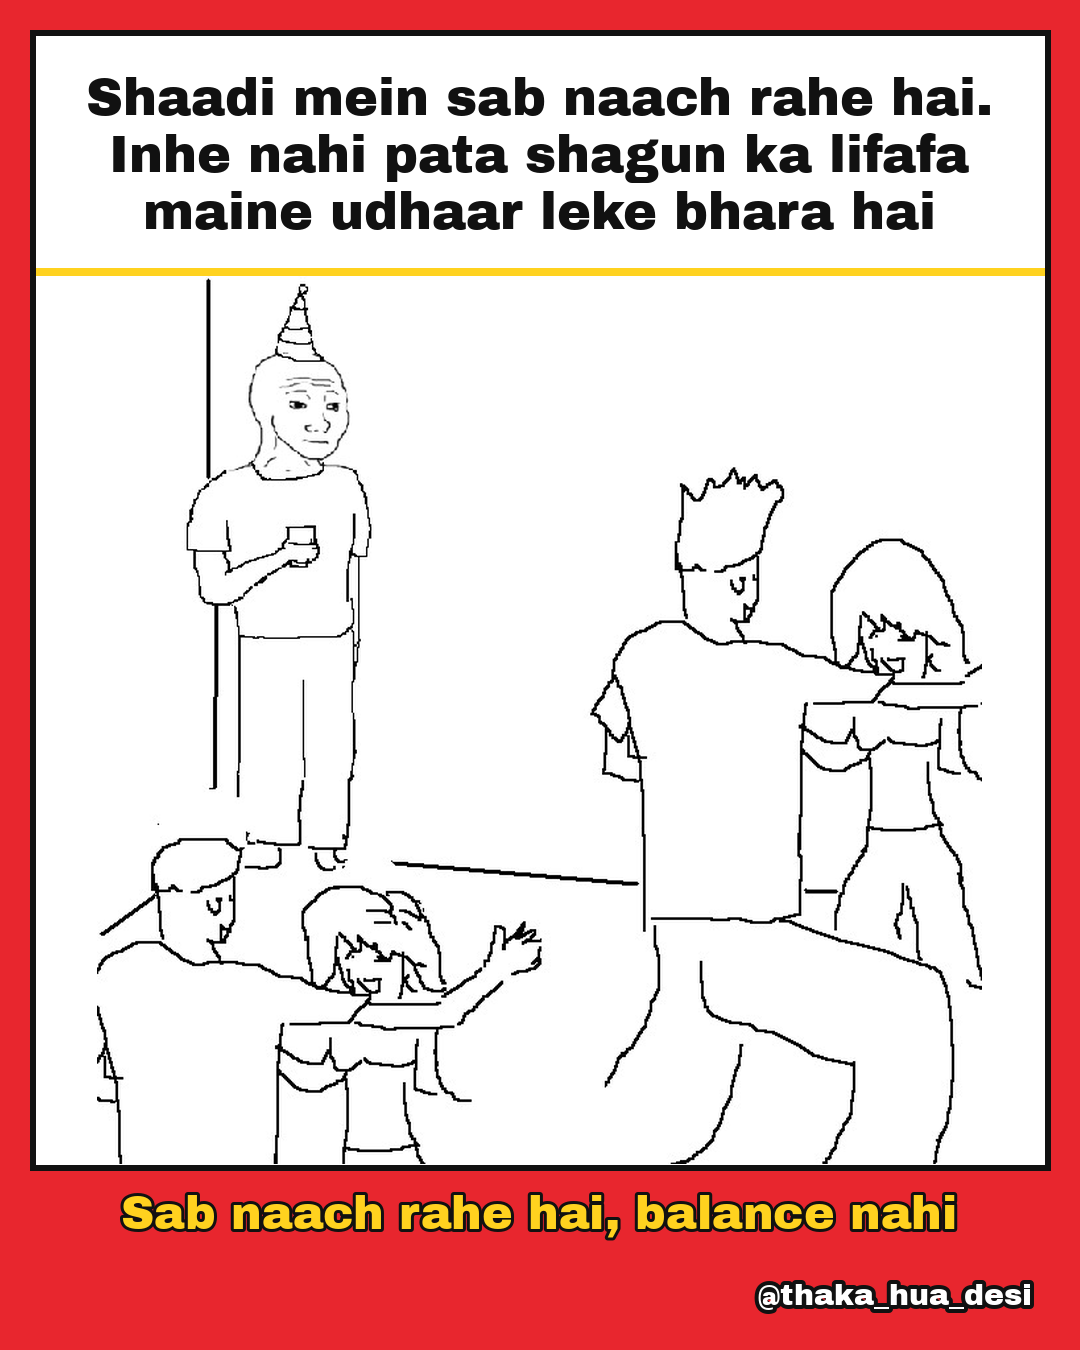 Shaadi mein sab naach rahe hai.
Inhe nahi pata shagun ka lifafa
maine udhaar leke bhara hai
Sab naach rahe hai, balance nahi
@thaka_hua_desi